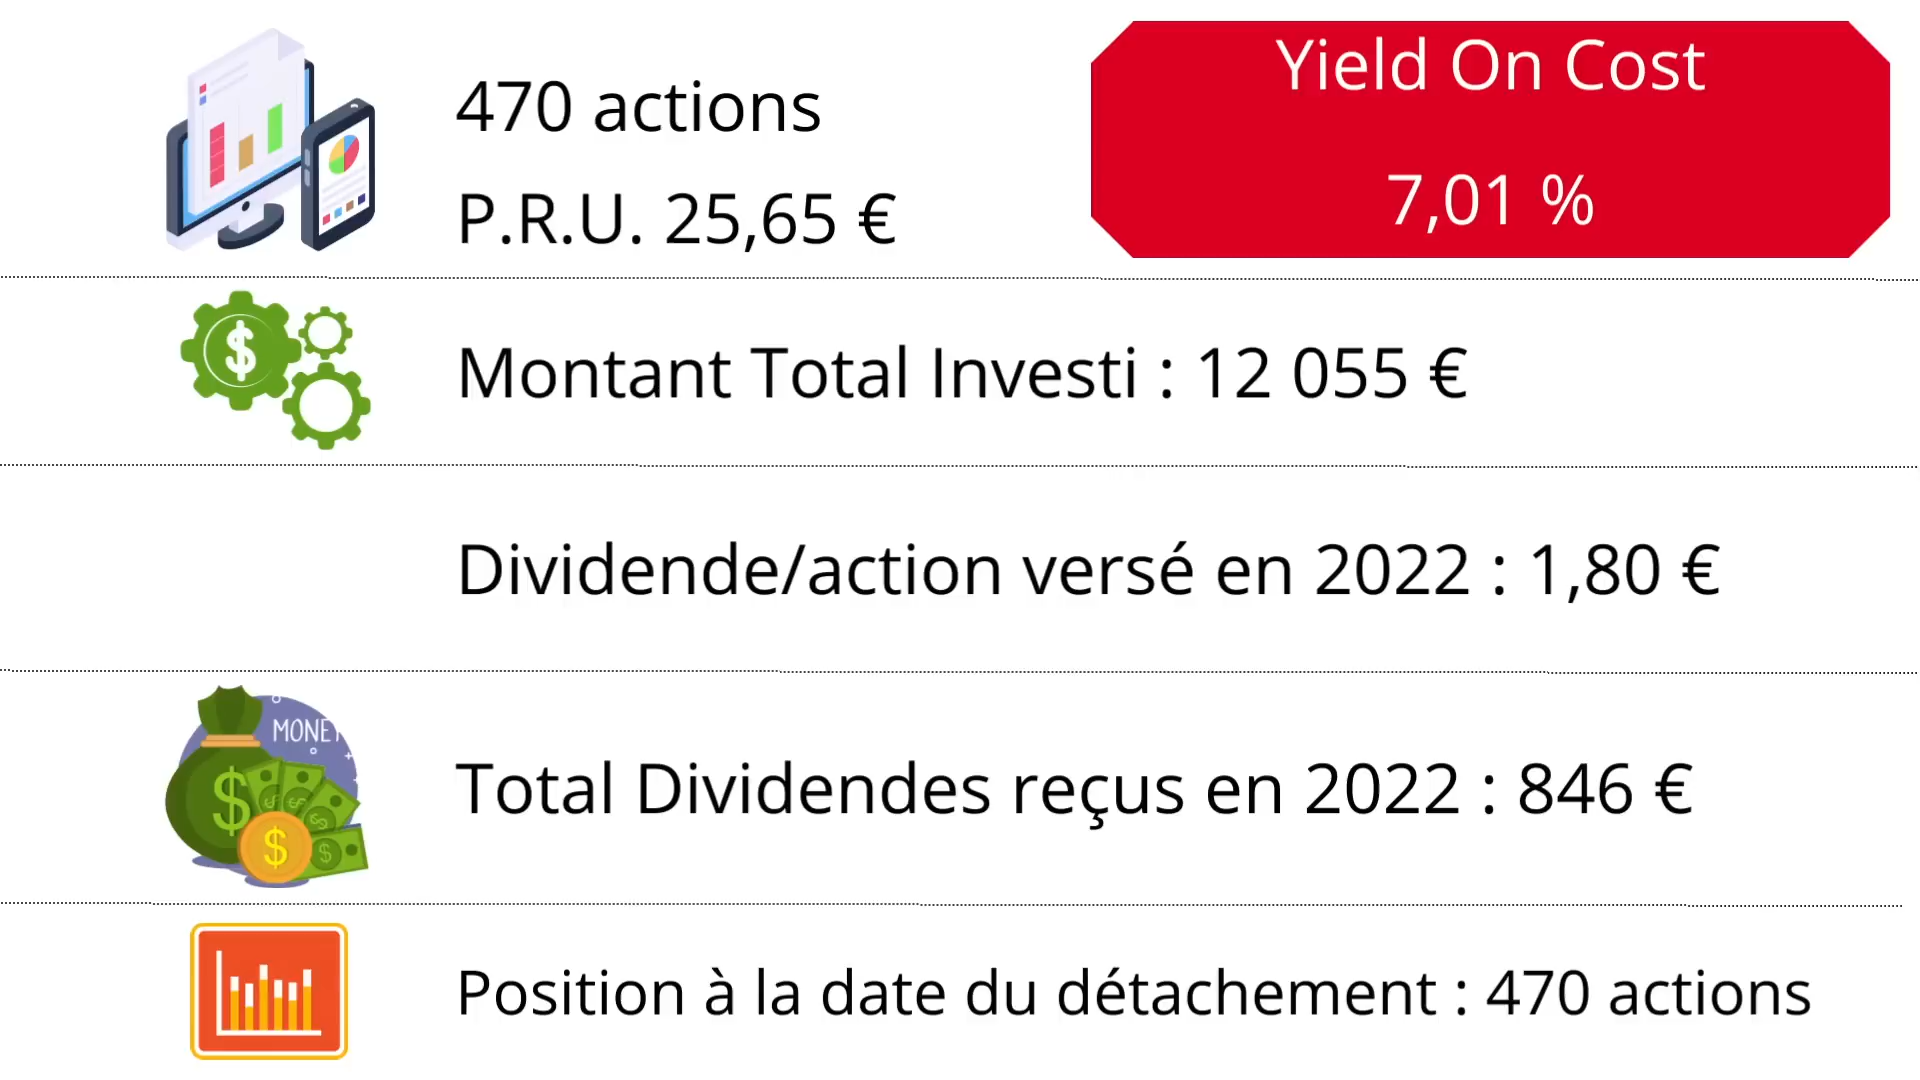 470 actions
P.R.U. 25,65 €
Yield On Cost
7,01 %
Montant Total Investi : 12 055 €
Dividende/action versé en 2022 : 1,80 €
MONEY
Total Dividendes reçus en 2022 : 846 €
Position à la date du détachement : 470 actions